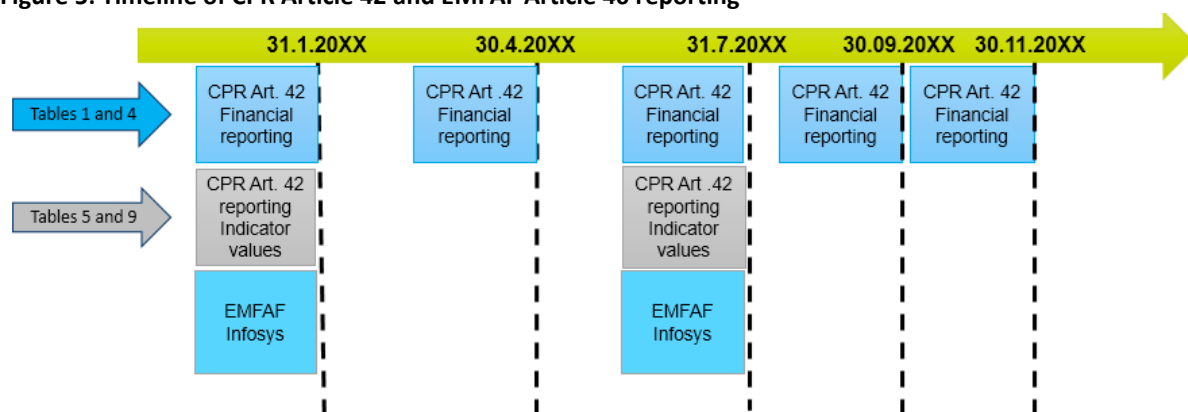 31.1.20XX 30.4.20XX 31.7.20XX 30.09.20XX 30.11.20XX
Tables 1 and 4
CPR Art. 42
Financial
reporting
CPR Art .42
Financial
reporting
CPR Art. 42
Financial
reporting
CPR Art. 42
Financial
reporting
CPR Art. 42
Financial
reporting
Tables 5 and 9
CPR Art. 42
reporting
Indicator
values
CPR Art .42
reporting
Indicator
values
EMFAF
Infosys
EMFAF
Infosys